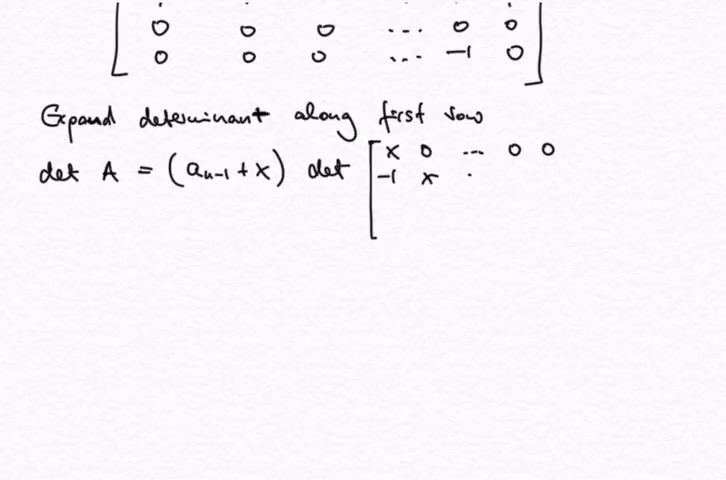 0 0 0 ... 0 0
0 0 0 ... -1 0
Expand determinant along first row
det A = (a_{n-1} + x) det [ x 0 ... 0 0
-1 x .